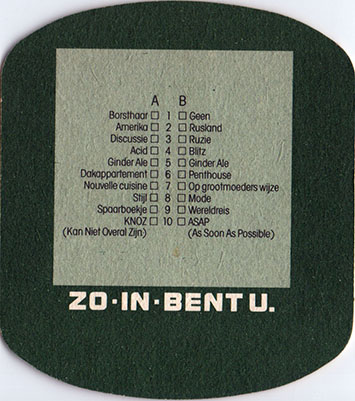 A B
Borsthaar □ 1 □ Geen
Amerika □ 2 □ Rusland
Discussie □ 3 □ Ruzie
Acid □ 4 □ Blitz
Ginder Ale □ 5 □ Ginder Ale
Dakappartement □ 6 □ Penthouse
Nouvelle cuisine □ 7 □ Op grootmoeders wijze
Stijl □ 8 □ Mode
Spaarboekje □ 9 □ Wereldreis
KNOZ □ 10 □ ASAP
(Kan Niet Overal Zijn) (As Soon As Possible)
ZO·IN·BENT U.